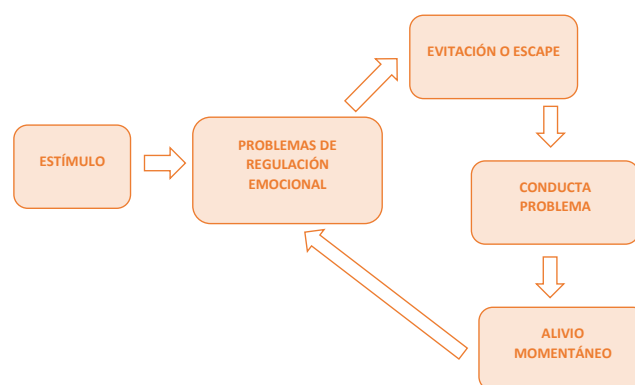 ESTÍMULO
PROBLEMAS DE
REGULACIÓN
EMOCIONAL
EVITACIÓN O ESCAPE
CONDUCTA
PROBLEMA
ALIVIO
MOMENTÁNEO